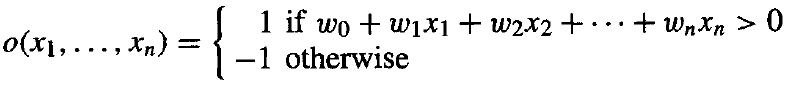 o(x₁, . . . , xₙ) = { 1 if w₀ + w₁x₁ + w₂x₂ + · · · + wₙxₙ > 0
−1 otherwise